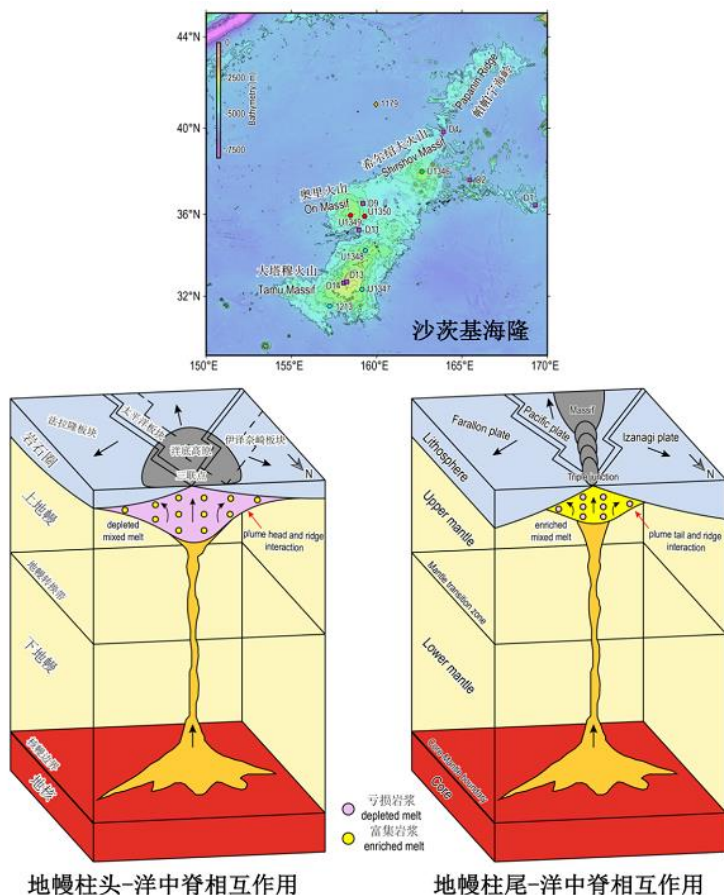 44°N
40°N
36°N
32°N
150°E
155°E
160°E
165°E
170°E
0
-2500
-5000
-7500
Bathymetry (m)
Papanin Ridge
帕帕宁海岭
1179
D4
希尔绍夫火山
Shirshov Massif
U1346
D2
D1
奥里火山
Ori Massif
D9
U1350
U1349
D11
U1348
大塔穆火山
Tamu Massif
D13
D14
U1347
1213
沙茨基海隆
法拉隆板块
太平洋板块
伊泽奈崎板块
洋底高原
三联点
N
岩石圈
上地幔
depleted
mixed melt
plume head and ridge
interaction
地幔转换带
下地幔
核幔边界
地核
地幔柱头-洋中脊相互作用
亏损岩浆
depleted melt
富集岩浆
enriched melt
Massif
Farallon plate
Pacific plate
Izanagi plate
Triple junction
N
Lithosphere
Upper mantle
enriched
mixed melt
plume tail and ridge
interaction
Mantle transition zone
Lower mantle
Core-Mantle boundary
Core
地幔柱尾-洋中脊相互作用